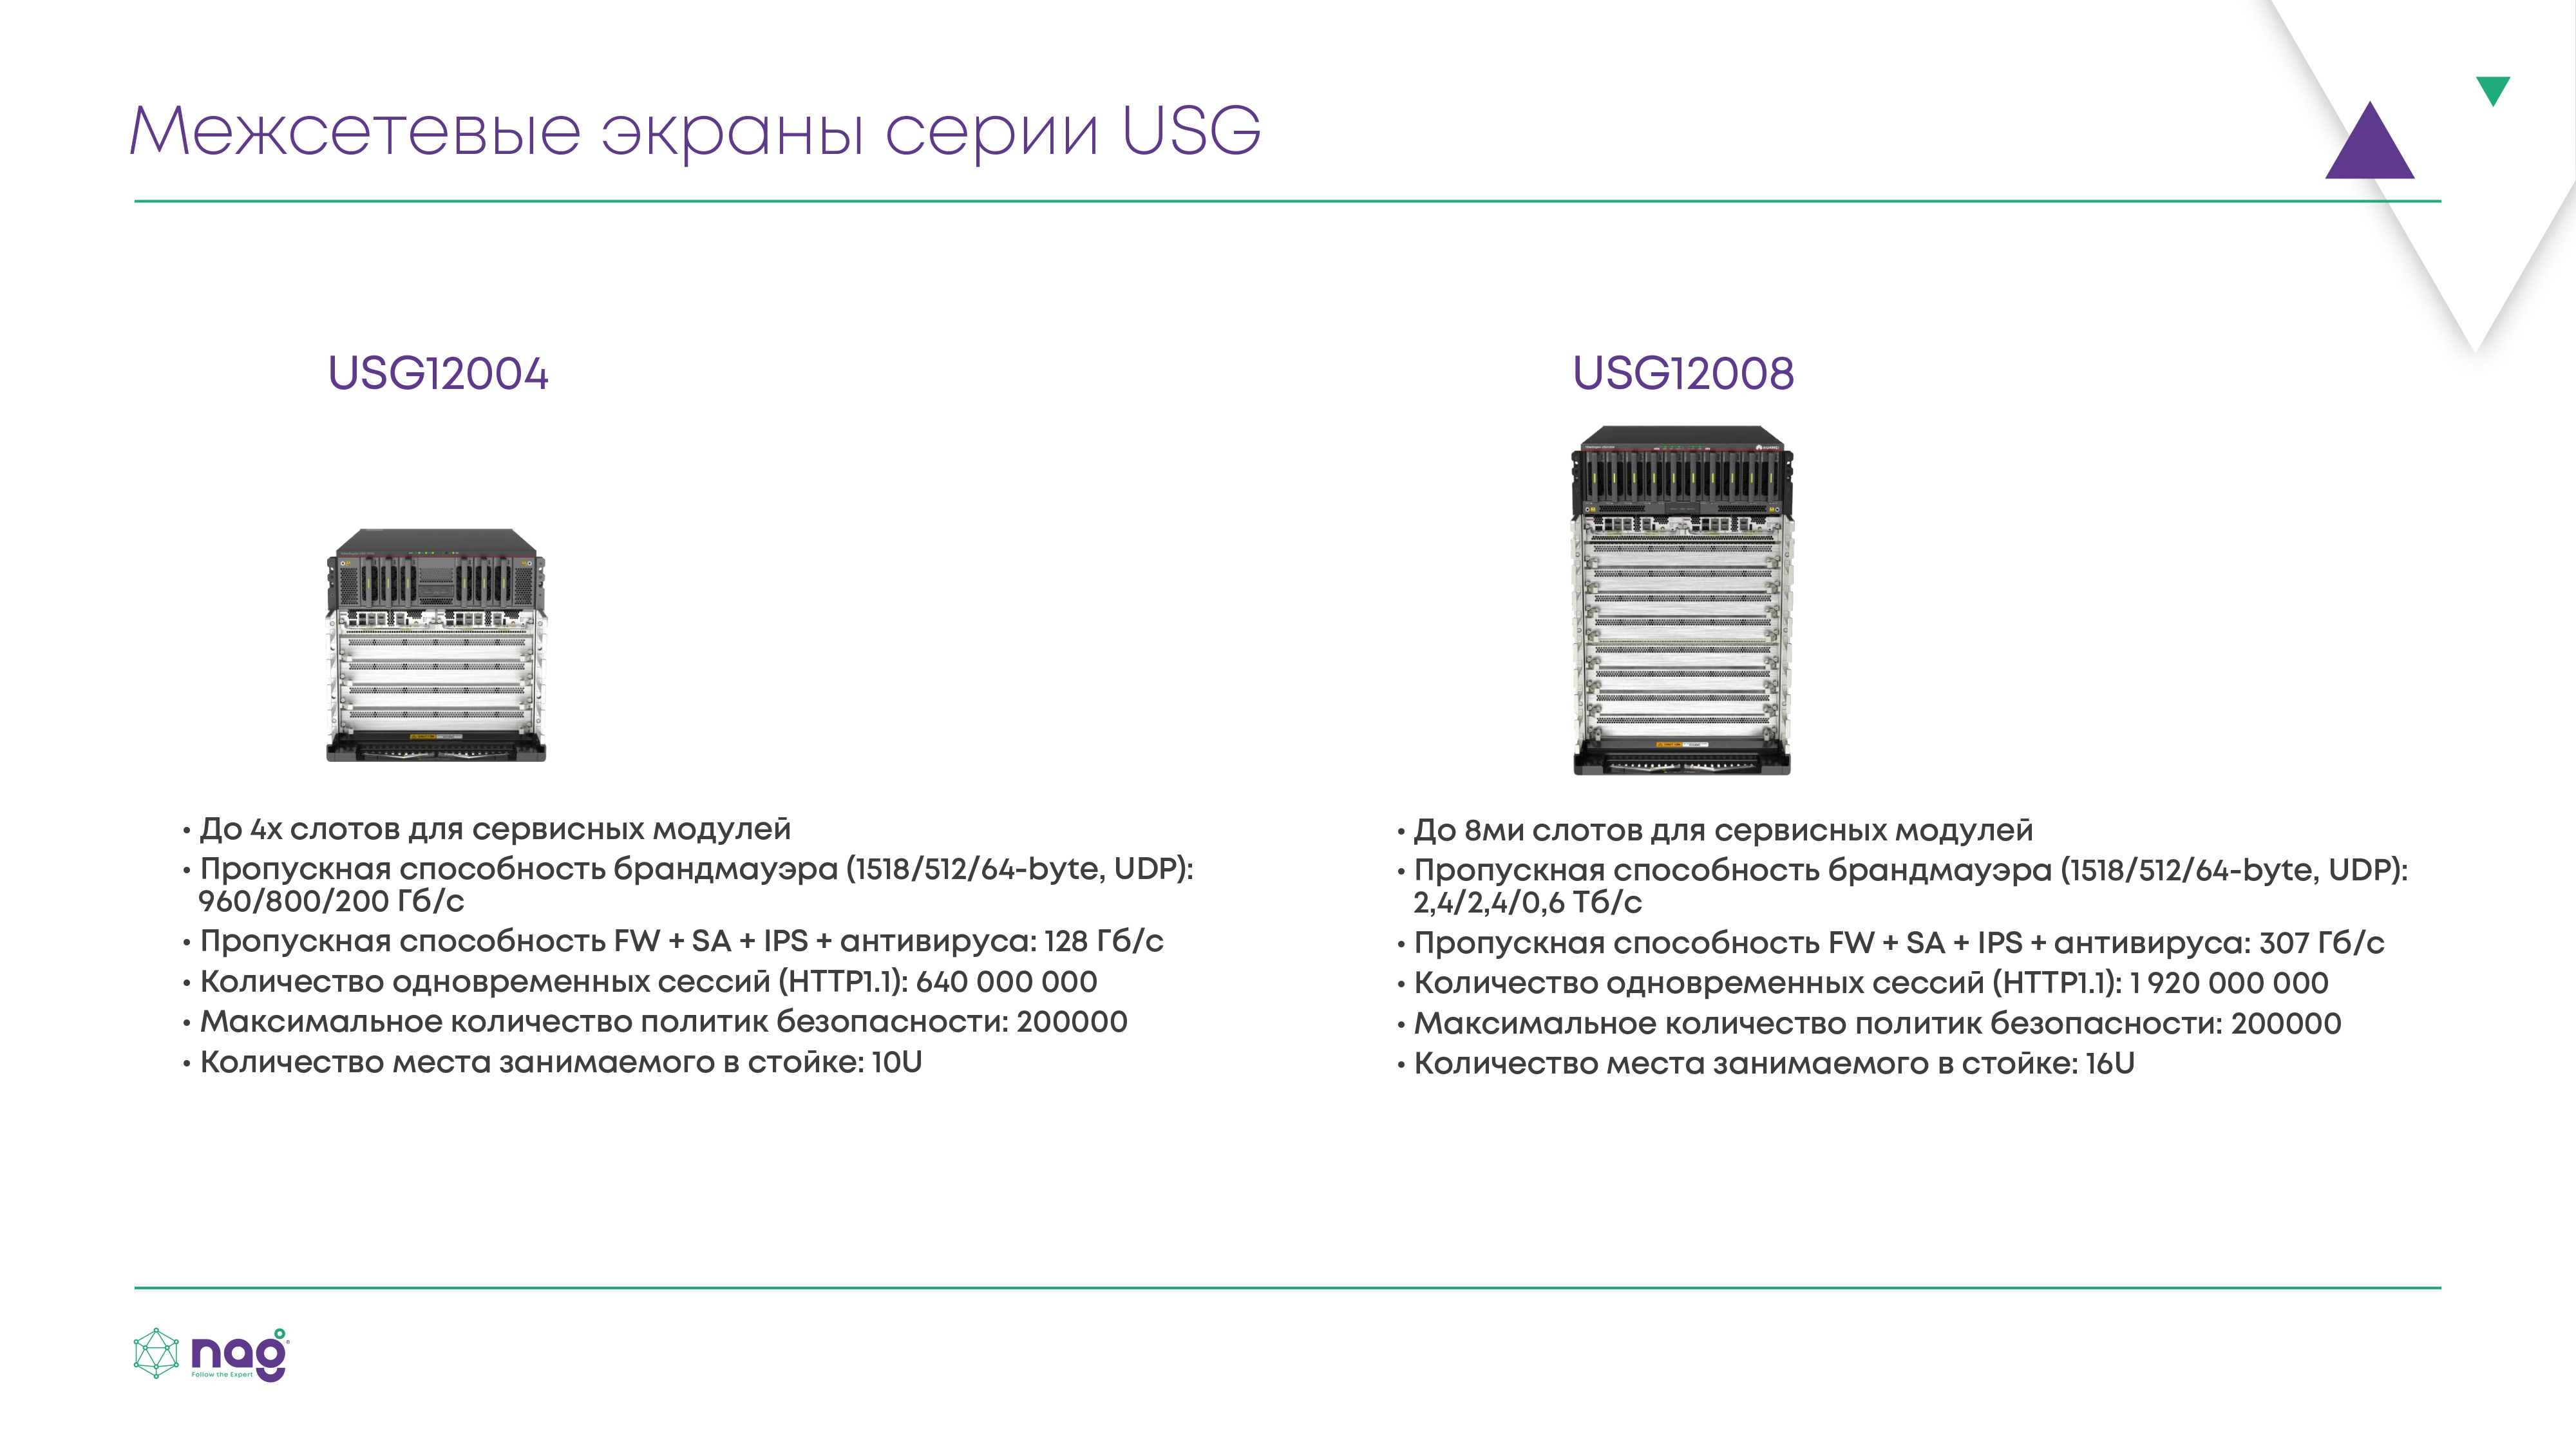 Межсетевые экраны серии USG
USG12004
• До 4х слотов для сервисных модулей
• Пропускная способность брандмауэра (1518/512/64-byte, UDP):
960/800/200 Гб/с
• Пропускная способность FW + SA + IPS + антивируса: 128 Гб/с
• Количество одновременных сессий (HTTP1.1): 640 000 000
• Максимальное количество политик безопасности: 200000
• Количество места занимаемого в стойке: 10U
USG12008
• До 8ми слотов для сервисных модулей
• Пропускная способность брандмауэра (1518/512/64-byte, UDP):
2,4/2,4/0,6 Тб/с
• Пропускная способность FW + SA + IPS + антивируса: 307 Гб/с
• Количество одновременных сессий (HTTP1.1): 1 920 000 000
• Максимальное количество политик безопасности: 200000
• Количество места занимаемого в стойке: 16U
nag
Follow the Expert